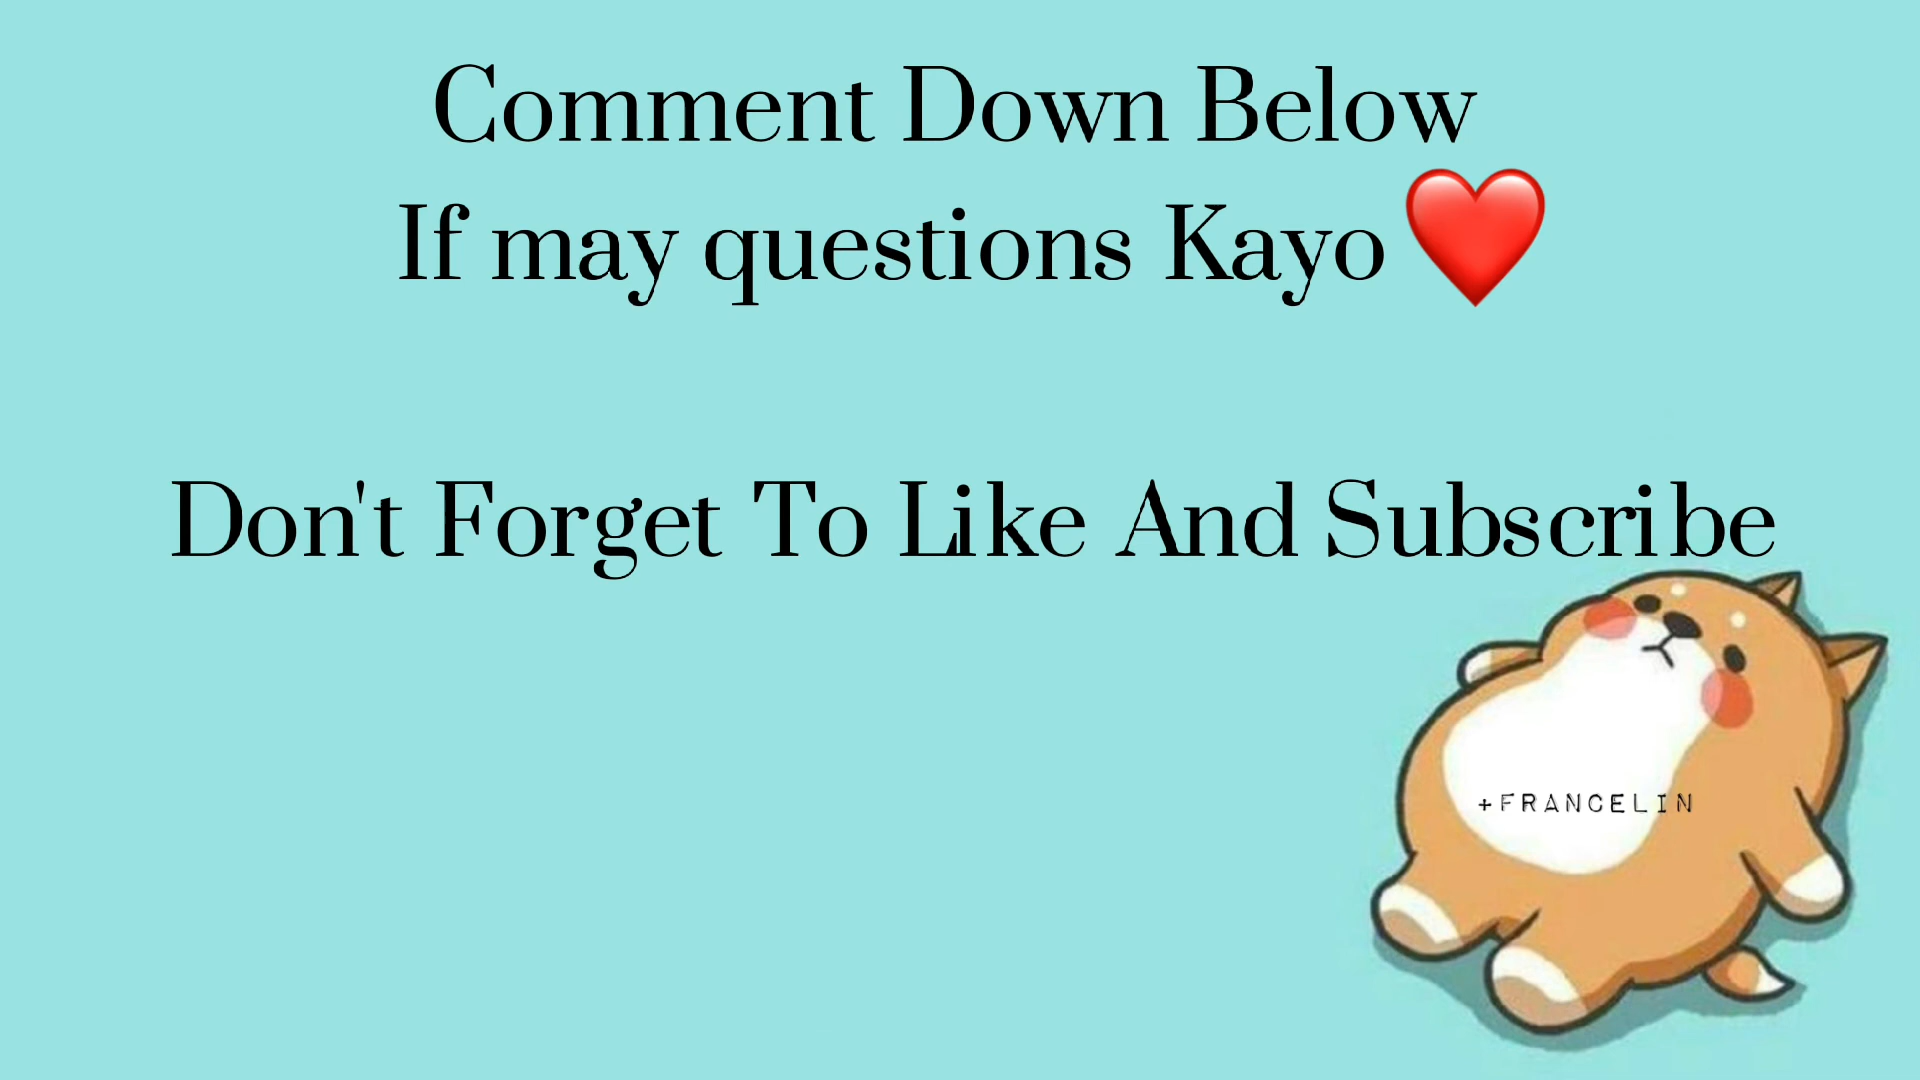 Comment Down Below
If may questions Kayo ❤️
Don't Forget To Like And Subscribe
+FRANCELIN